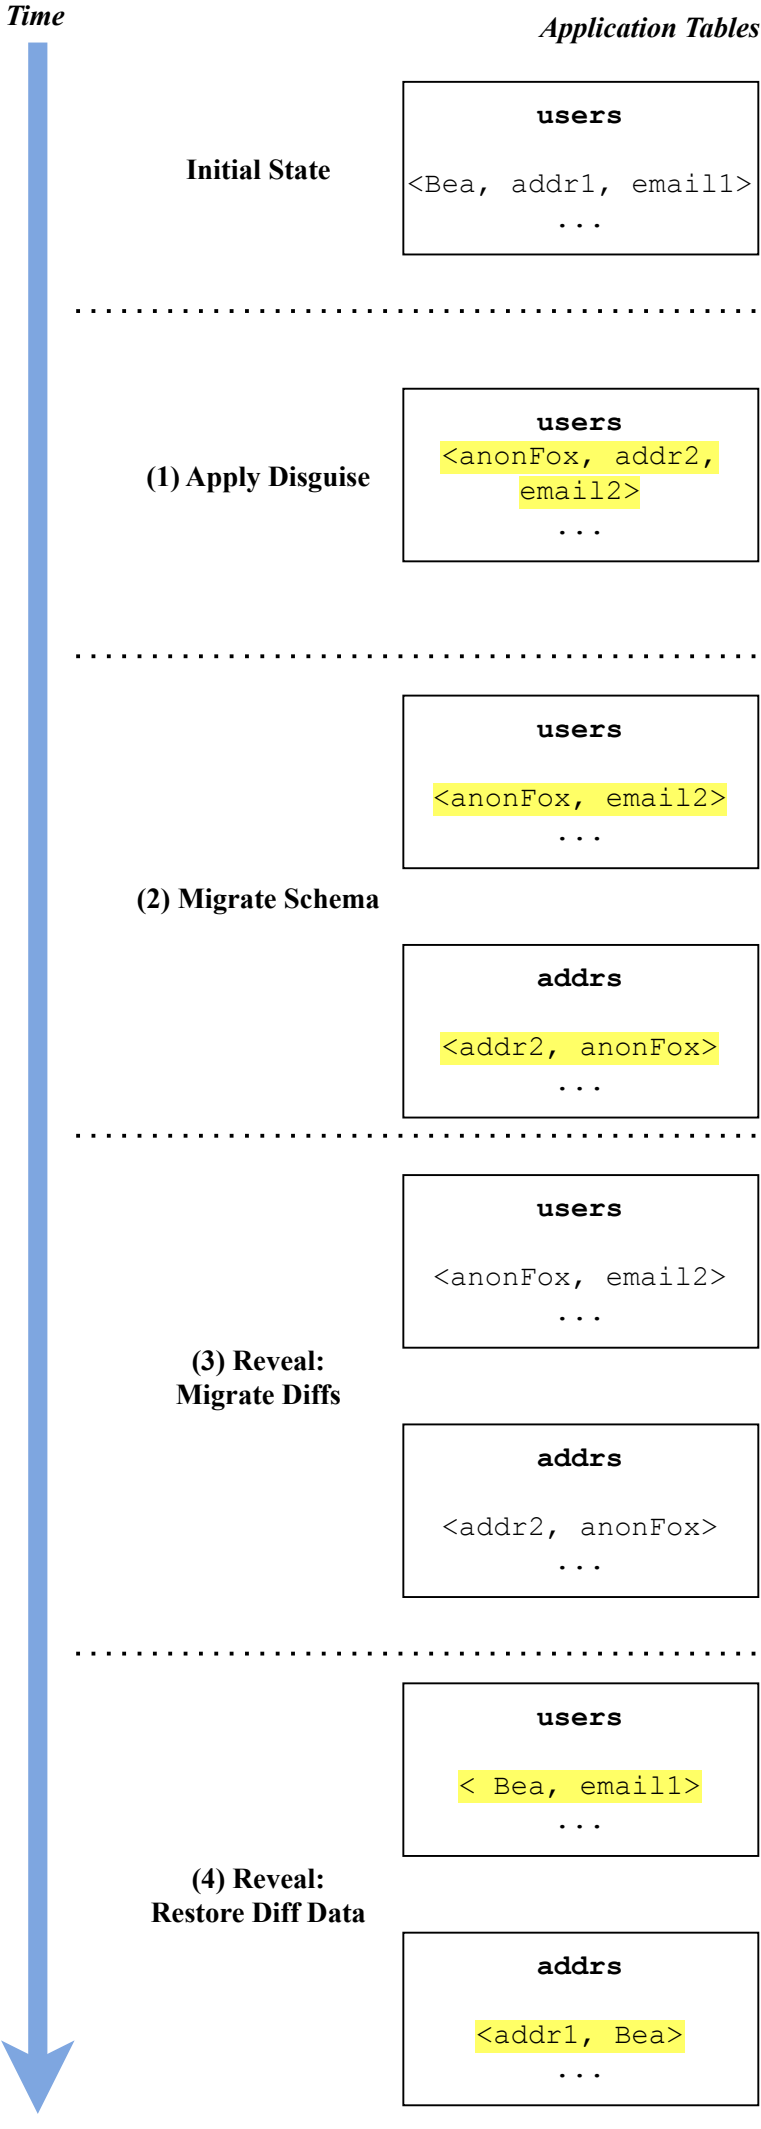 Time
Application Tables
Initial State
users
<Bea, addr1, email1>
...
(1) Apply Disguise
users
<anonFox, addr2,
email2>
...
(2) Migrate Schema
users
<anonFox, email2>
...
addrs
<addr2, anonFox>
...
(3) Reveal:
Migrate Diffs
users
<anonFox, email2>
...
addrs
<addr2, anonFox>
...
(4) Reveal:
Restore Diff Data
users
< Bea, email1>
...
addrs
<addr1, Bea>
...